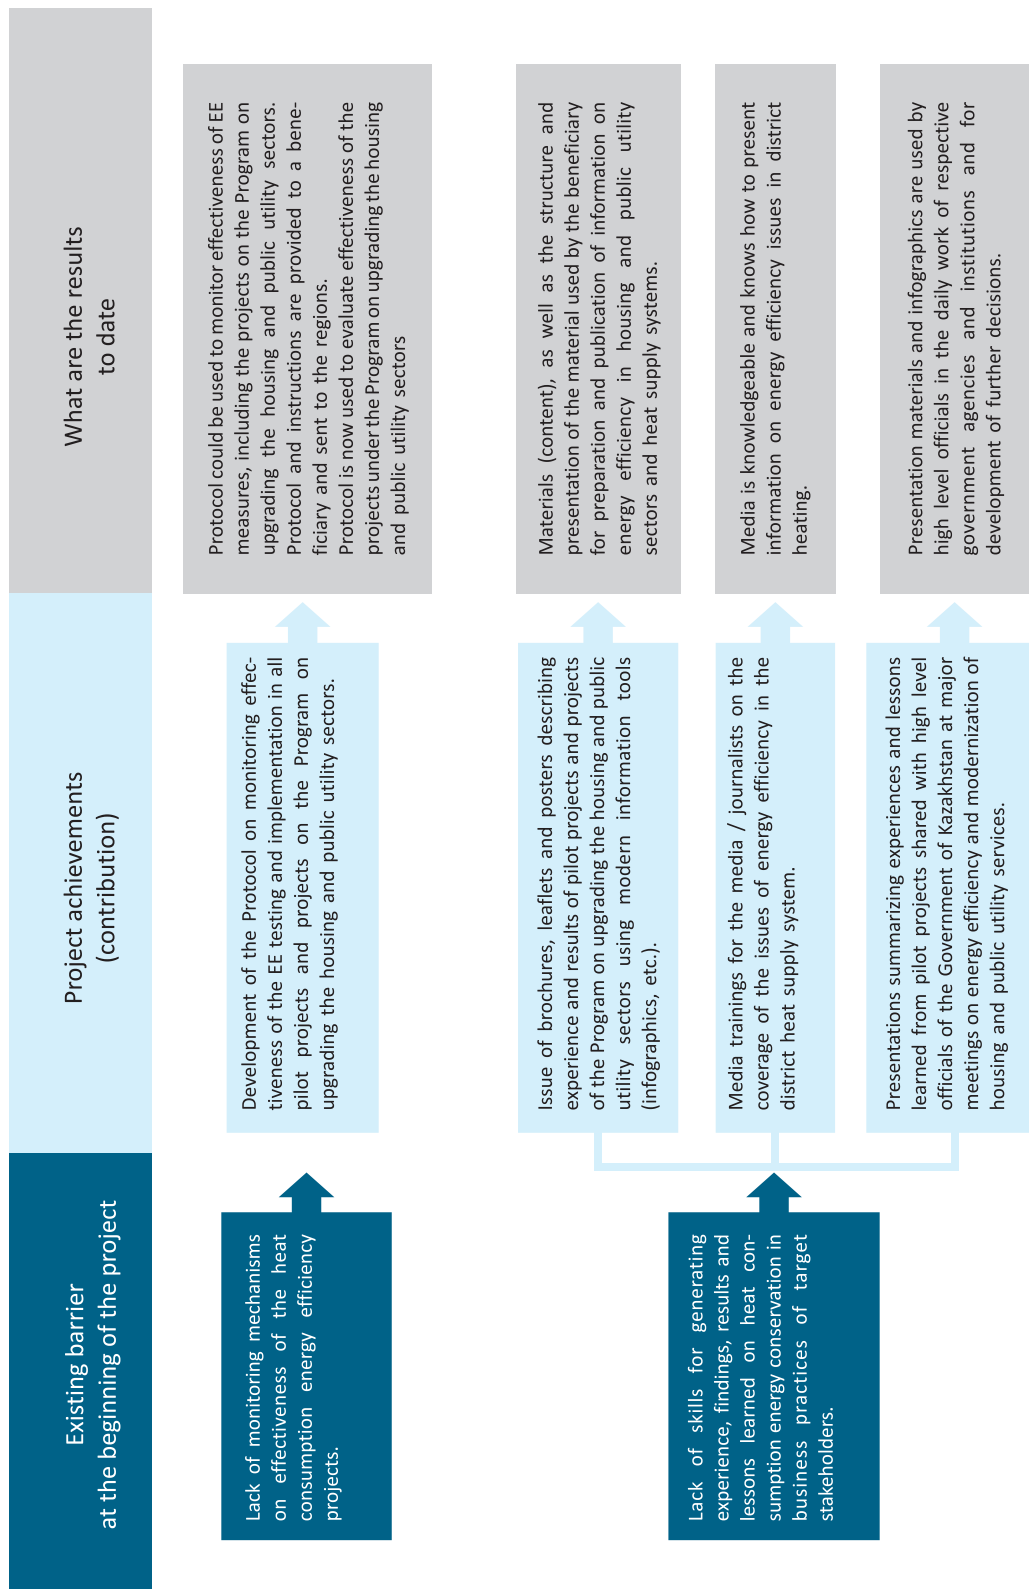 Existing barrier
at the beginning of the project
Project achievements
(contribution)
What are the results
to date
Lack of monitoring mechanisms
on effectiveness of the heat
consumption energy efficiency
projects.
Development of the Protocol on monitoring effec-
tiveness of the EE testing and implementation in all
pilot projects and projects on the Program on
upgrading the housing and public utility sectors.
Protocol could be used to monitor effectiveness of EE
measures, including the projects on the Program on
upgrading the housing and public utility sectors.
Protocol and instructions are provided to a bene-
ficiary and sent to the regions.
Protocol is now used to evaluate effectiveness of the
projects under the Program on upgrading the housing
and public utility sectors
Lack of skills for generating
experience, findings, results and
lessons learned on heat con-
sumption energy conservation in
business practices of target
stakeholders.
Issue of brochures, leaflets and posters describing
experience and results of pilot projects and projects
of the Program on upgrading the housing and public
utility sectors using modern information tools
(infographics, etc.).
Materials (content), as well as the structure and
presentation of the material used by the beneficiary
for preparation and publication of information on
energy efficiency in housing and public utility
sectors and heat supply systems.
Media trainings for the media / journalists on the
coverage of the issues of energy efficiency in the
district heat supply system.
Media is knowledgeable and knows how to present
information on energy efficiency issues in district
heating.
Presentations summarizing experiences and lessons
learned from pilot projects shared with high level
officials of the Government of Kazakhstan at major
meetings on energy efficiency and modernization of
housing and public utility services.
Presentation materials and infographics are used by
high level officials in the daily work of respective
government agencies and institutions and for
development of further decisions.